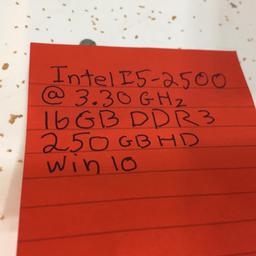 Intel I5-2500
@ 3.30 GHz
16GB DDR3
250 GB HD
Win 10